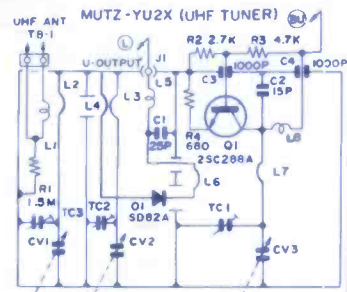 UHF ANT
TB-1
MUTZ-YU2X (UHF TUNER)
L
BU
R2 2.7K
R3 4.7K
U-OUTPUT
J1
L2
L4
L3
L5
C3
1000P
C4
1000P
C2
15P
C1
25P
R4
680
Q1
2SC288A
L8
L1
L6
L7
R1
1.5M
TC3
TC2
D1
SD82A
TC1
CV1
CV2
CV3